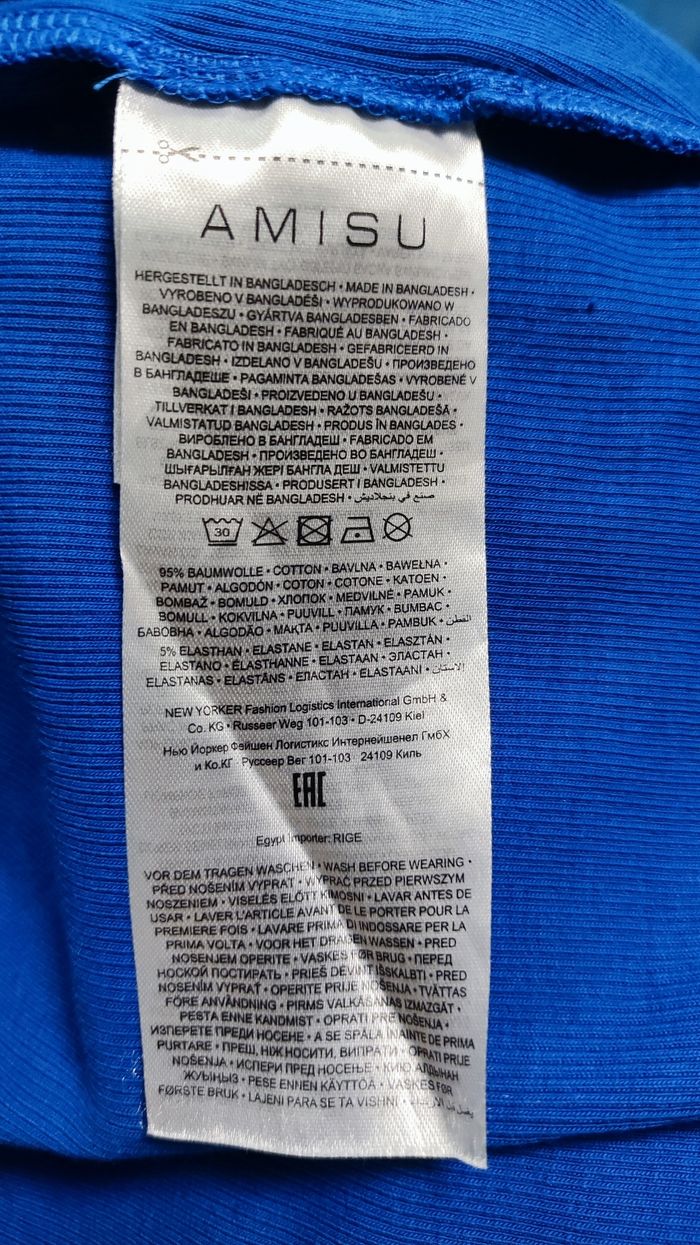 AMISU
HERGESTELLT IN BANGLADESCH • MADE IN BANGLADESH •
VYROBENO V BANGLADÉŠI • WYPRODUKOWANO W
BANGLADESZU • GYÁRTVA BANGLADESBEN • FABRICADO
EN BANGLADESH • FABRIQUÉ AU BANGLADESH •
FABRICATO IN BANGLADESH • GEFABRICEERD IN
BANGLADESH • IZDELANO V BANGLADEŠU • ПРОИЗВЕДЕНО
В БАНГЛАДЕШЕ • PAGAMINTA BANGLADEŠAS • VYROBENÉ V
BANGLADÉŠI • PROIZVEDENO U BANGLADEŠU •
TILLVERKAT I BANGLADESH • RAŽOTS BANGLADEŠĀ •
VALMISTATUD BANGLADESH • PRODUS ÎN BANGLADES •
ВИРОБЛЕНО В БАНГЛАДЕШ • FABRICADO EM
BANGLADESH • ПРОИЗВЕДЕНО ВО БАНГЛАДЕШ •
ШЫҒАРЫЛҒАН ЖЕРІ БАНГЛА ДЕШ • VALMISTETTU
BANGLADESHISSA • PRODUSERT I BANGLADESH •
PRODHUAR NË BANGLADESH • صنع في بنجلاديش
30
95% BAUMWOLLE • COTTON • BAVLNA • BAWEŁNA •
PAMUT • ALGODÓN • COTON • COTONE • KATOEN •
BOMBAŽ • BOMULD • ХЛОПОК • MEDVILNĖ • PAMUK •
BOMULL • KOKVILNA • PUUVILL • ПАМУК • BUMBAC •
БАВОВНА • ALGODÃO • МАҚТА • PUUVILLA • PAMBUK • القطن
5% ELASTHAN • ELASTANE • ELASTAN • ELASZTÁN •
ELASTANO • ÉLASTHANNE • ELASTAAN • ЭЛАСТАН •
ELASTANAS • ELASTĀNS • ЕЛАСТАН • ELASTAANI • الاستان
NEW YORKER Fashion Logistics International GmbH &
Co. KG • Russeer Weg 101-103 • D-24109 Kiel
Нью Йоркер Фейшен Логистикс Интернейшенел ГмбХ
и Ко.КГ Руссеер Вег 101-103 24109 Киль
EAC
Egypt Importer: RIGE
VOR DEM TRAGEN WASCHEN • WASH BEFORE WEARING •
PŘED NOŠENÍM VYPRAT • WYPRAĆ PRZED PIERWSZYM
NOSZENIEM • VISELÉS ELŐTT KIMOSNI • LAVAR ANTES DE
USAR • LAVER L'ARTICLE AVANT DE LE PORTER POUR LA
PREMIERE FOIS • LAVARE PRIMA DI INDOSSARE PER LA
PRIMA VOLTA • VOOR HET DRAGEN WASSEN • PRED
NOSENJEM OPERITE • VASKES FØR BRUG • ПЕРЕД
НОСКОЙ ПОСТИРАТЬ • PRIEŠ DĖVINT IŠSKALBTI • PRED
NOSENÍM VYPRAŤ • OPERITE PRIJE NOŠENJA • TVÄTTAS
FÖRE ANVÄNDNING • PIRMS VALKĀŠANAS IZMAZGĀT •
PESTA ENNE KANDMIST • OPRATI PRE NOŠENJA •
ИЗПЕРЕТЕ ПРЕДИ НОСЕНЕ • A SE SPĂLA ÎNAINTE DE PRIMA
PURTARE • ПРЕШ, НІЖ НОСИТИ, ВИПРАТИ • OPRATI PRIJE
NOŠENJA • ИСПЕРИ ПРЕД НОСЕЊЕ • КИЮ АЛДЫНАН
ЖУЫҢЫЗ • PESE ENNEN KÄYTTÖÄ • VASKES FØR
FØRSTE BRUK • LAJENI PARA SE TA VISHNI •